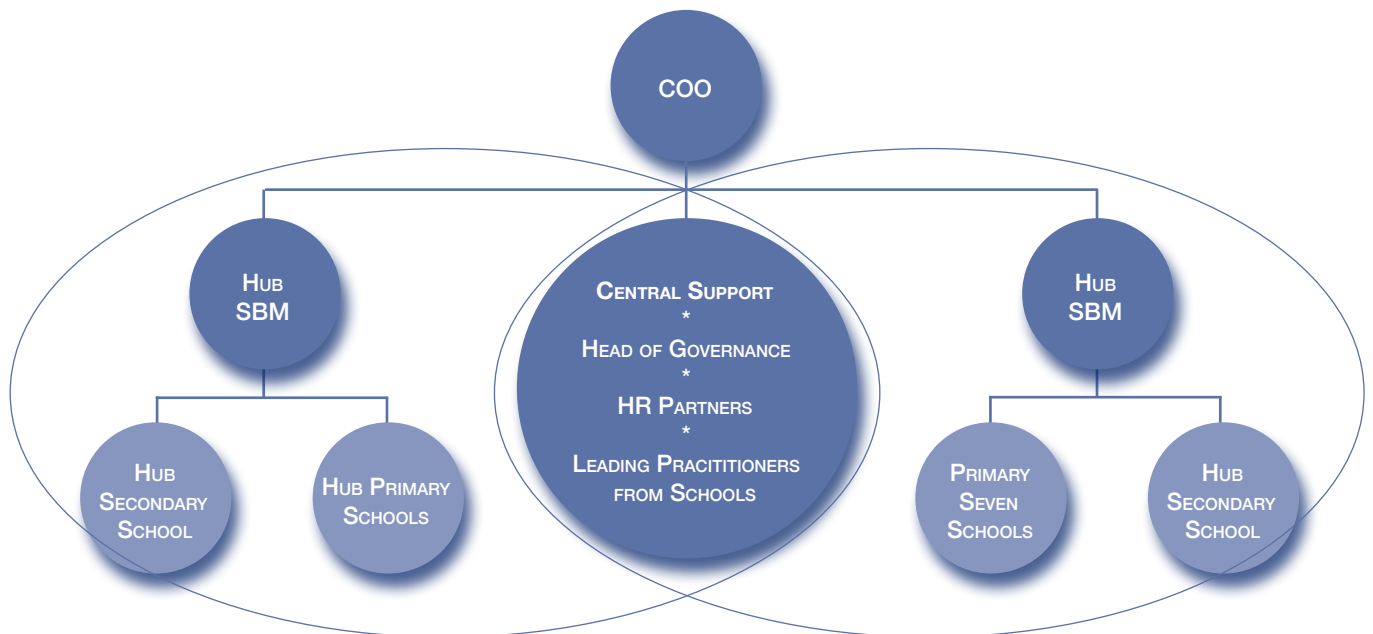 COO
Hub
SBM
Central Support
*
Head of Governance
*
HR Partners
*
Leading Pracititioners
from Schools
Hub
SBM
Hub
Secondary
School
Hub Primary
Schools
Primary
Seven
Schools
Hub
Secondary
School